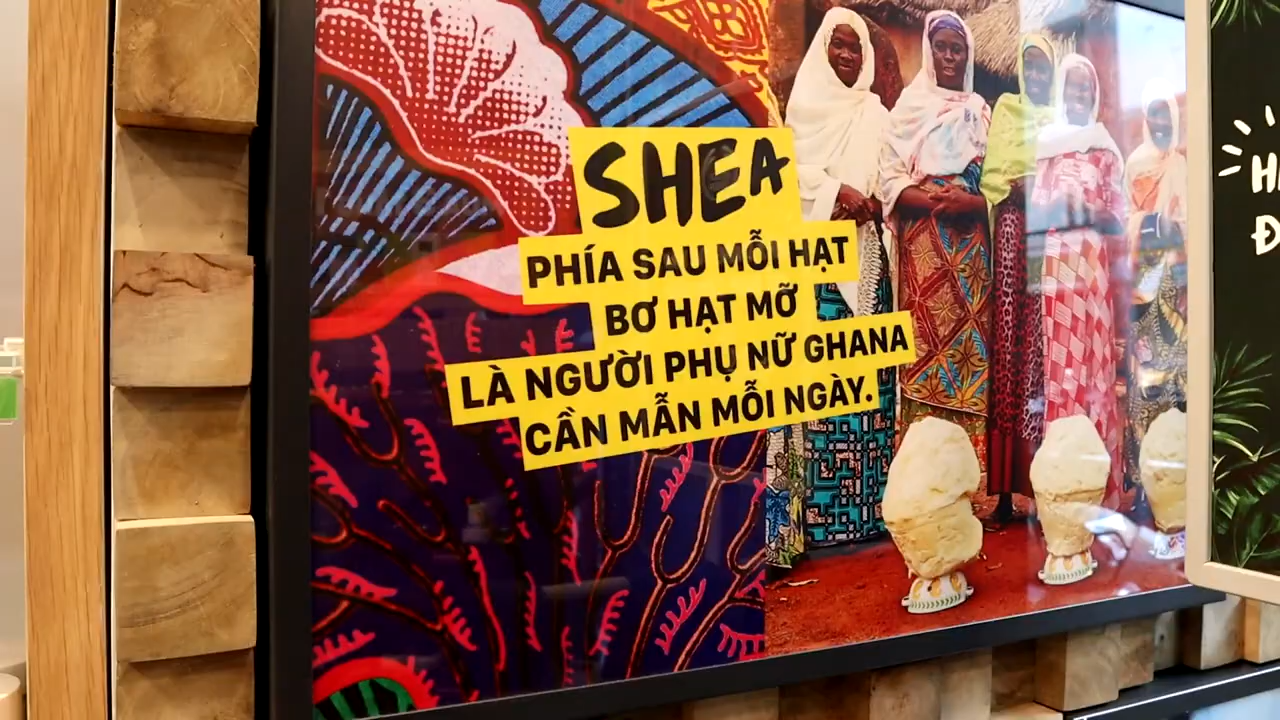 SHEA
PHÍA SAU MỖI HẠT
BƠ HẠT MỠ
LÀ NGƯỜI PHỤ NỮ GHANA
CẦN MẪN MỖI NGÀY.